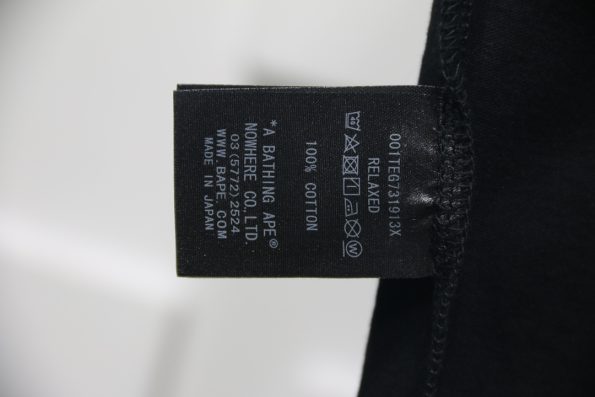 001TEG731913X
RELAXED
100% COTTON
*A BATHING APE®
NOWHERE CO.,LTD.
03(5772)2524
WWW.BAPE.COM
MADE IN JAPAN